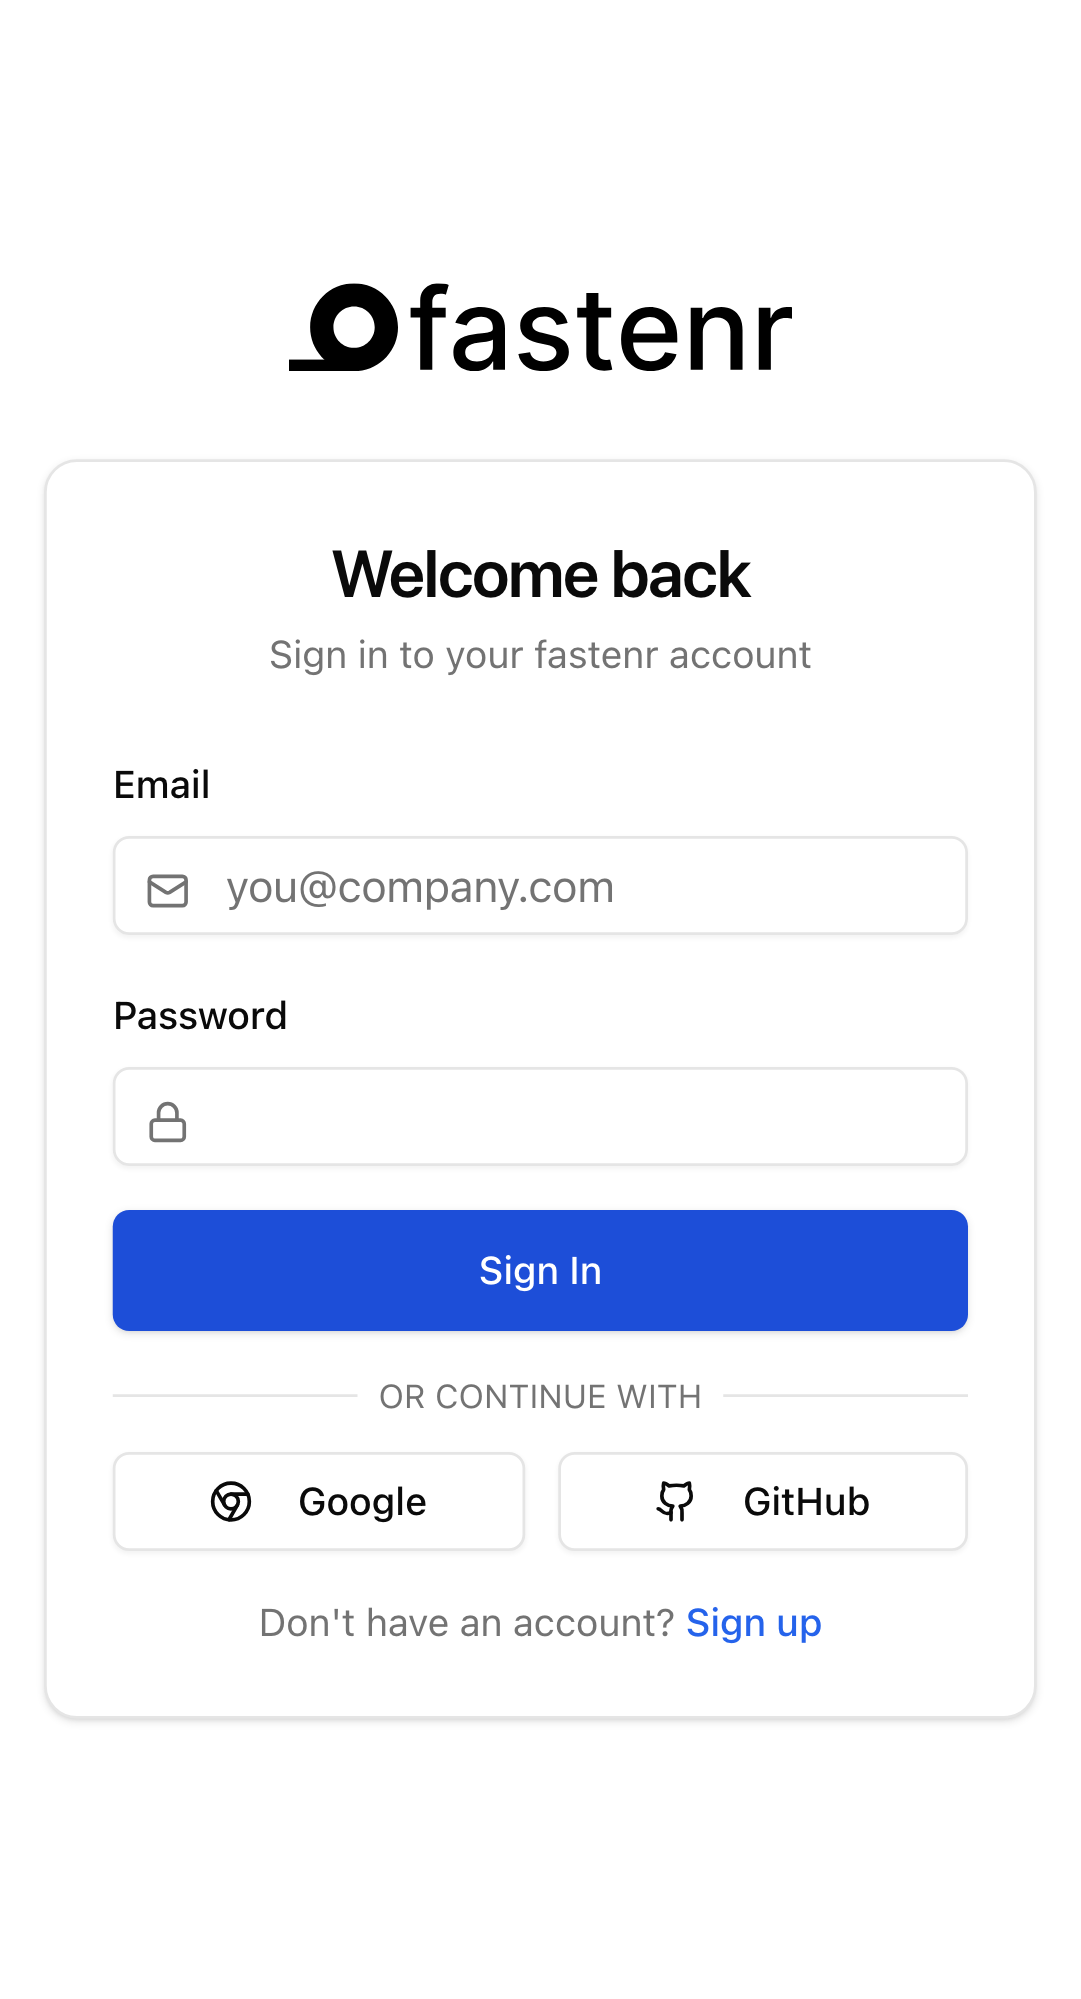 fastenr
Welcome back
Sign in to your fastenr account
Email
you@company.com
Password
Sign In
OR CONTINUE WITH
Google
GitHub
Don't have an account? Sign up